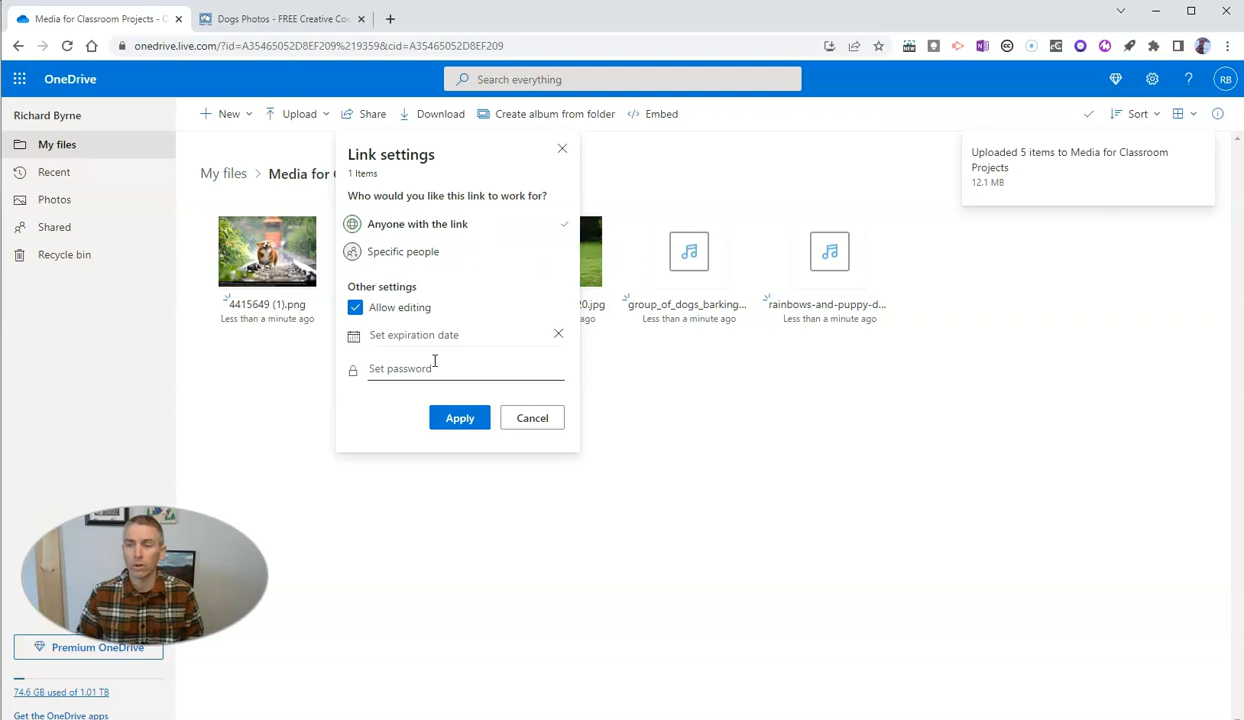 Media for Classroom Projects - O
Dogs Photos - FREE Creative Co
onedrive.live.com/?id=A35465052D8EF209%219359&cid=A35465052D8EF209
OneDrive
Search everything
RB
Richard Byrne
New
Upload
Share
Download
Create album from folder
Embed
Sort
My files
Recent
Photos
Shared
Recycle bin
My files > Media for
Link settings
1 Items
Who would you like this link to work for?
Anyone with the link
Specific people
Other settings
Allow editing
Set expiration date
Set password
Apply
Cancel
Uploaded 5 items to Media for Classroom
Projects
12.1 MB
4415649 (1).png
Less than a minute ago
20.jpg
ago
group_of_dogs_barking...
Less than a minute ago
rainbows-and-puppy-d...
Less than a minute ago
Premium OneDrive
74.6 GB used of 1.01 TB
Get the OneDrive apps